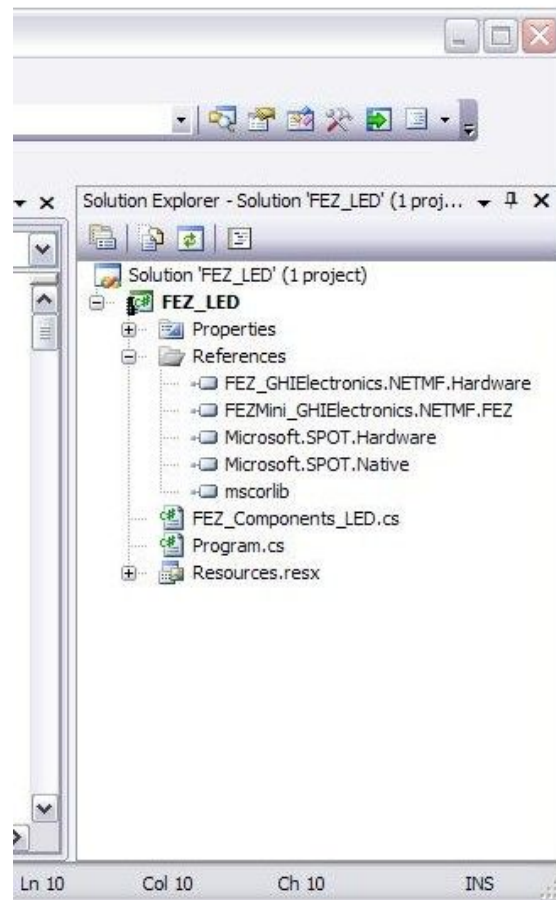 Solution Explorer - Solution 'FEZ_LED' (1 proj...
Solution 'FEZ_LED' (1 project)
FEZ_LED
Properties
References
FEZ_GHIElectronics.NETMF.Hardware
FEZMini_GHIElectronics.NETMF.FEZ
Microsoft.SPOT.Hardware
Microsoft.SPOT.Native
mscorlib
FEZ_Components_LED.cs
Program.cs
Resources.resx
Ln 10 Col 10 Ch 10 INS